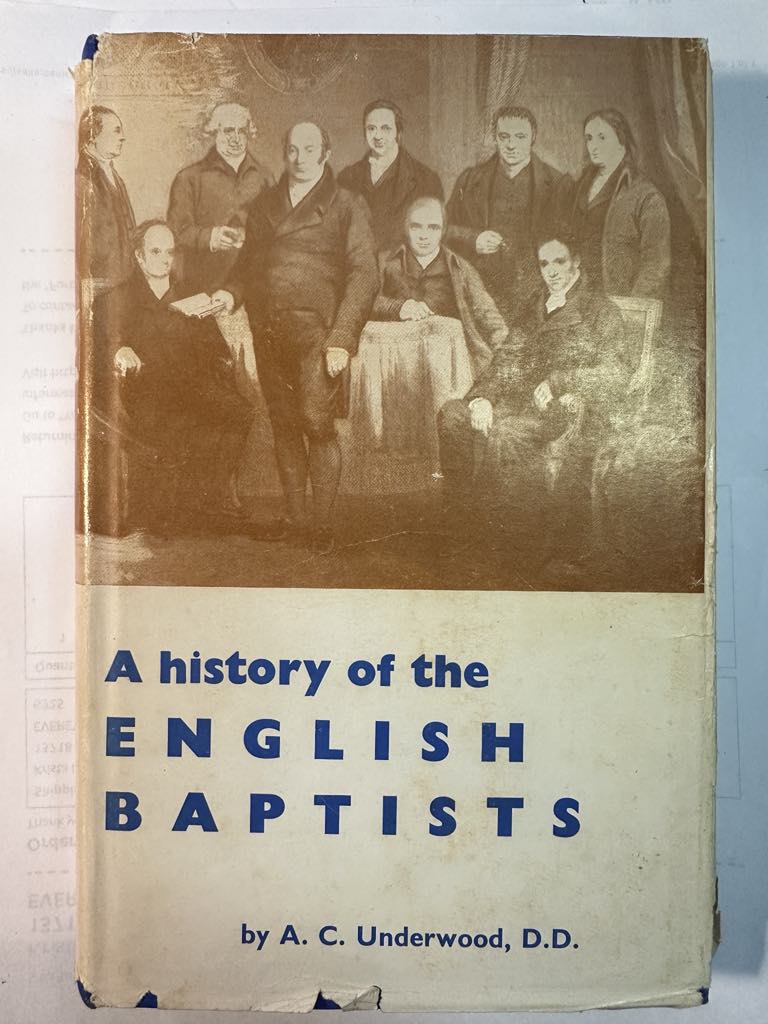 A history of the
ENGLISH
BAPTISTS
by A. C. Underwood, D.D.